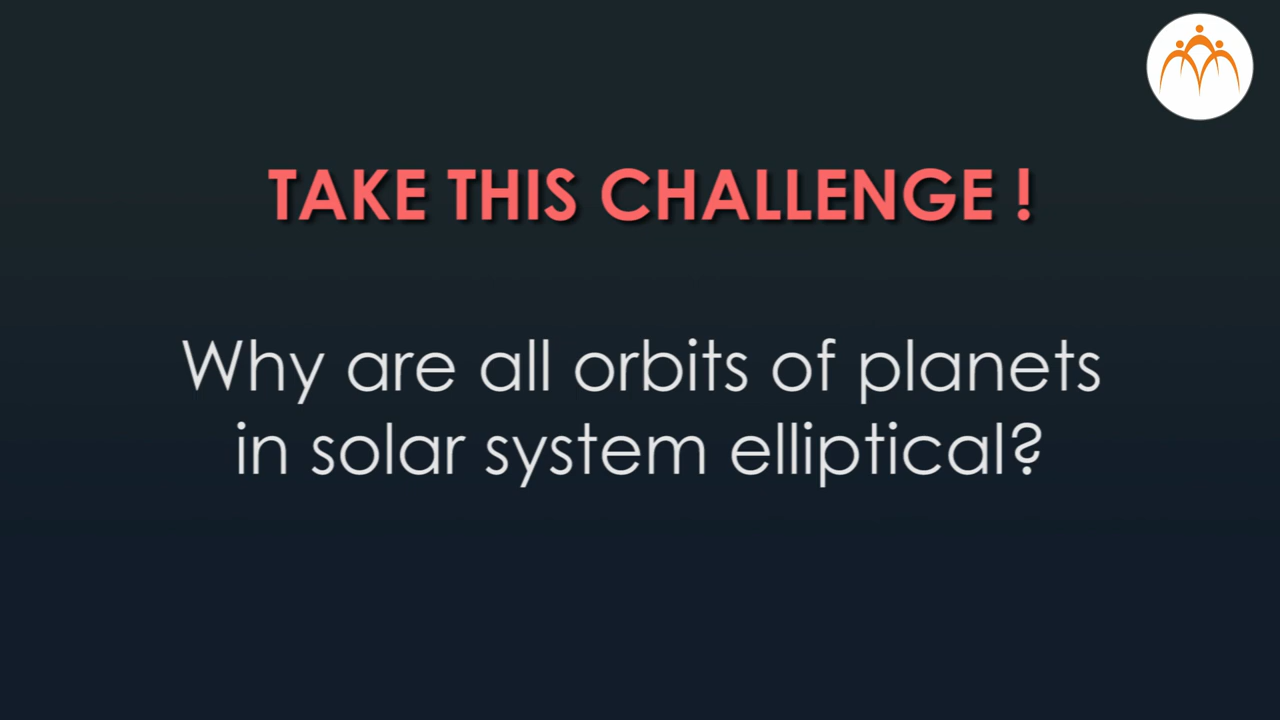 TAKE THIS CHALLENGE !
Why are all orbits of planets
in solar system elliptical?